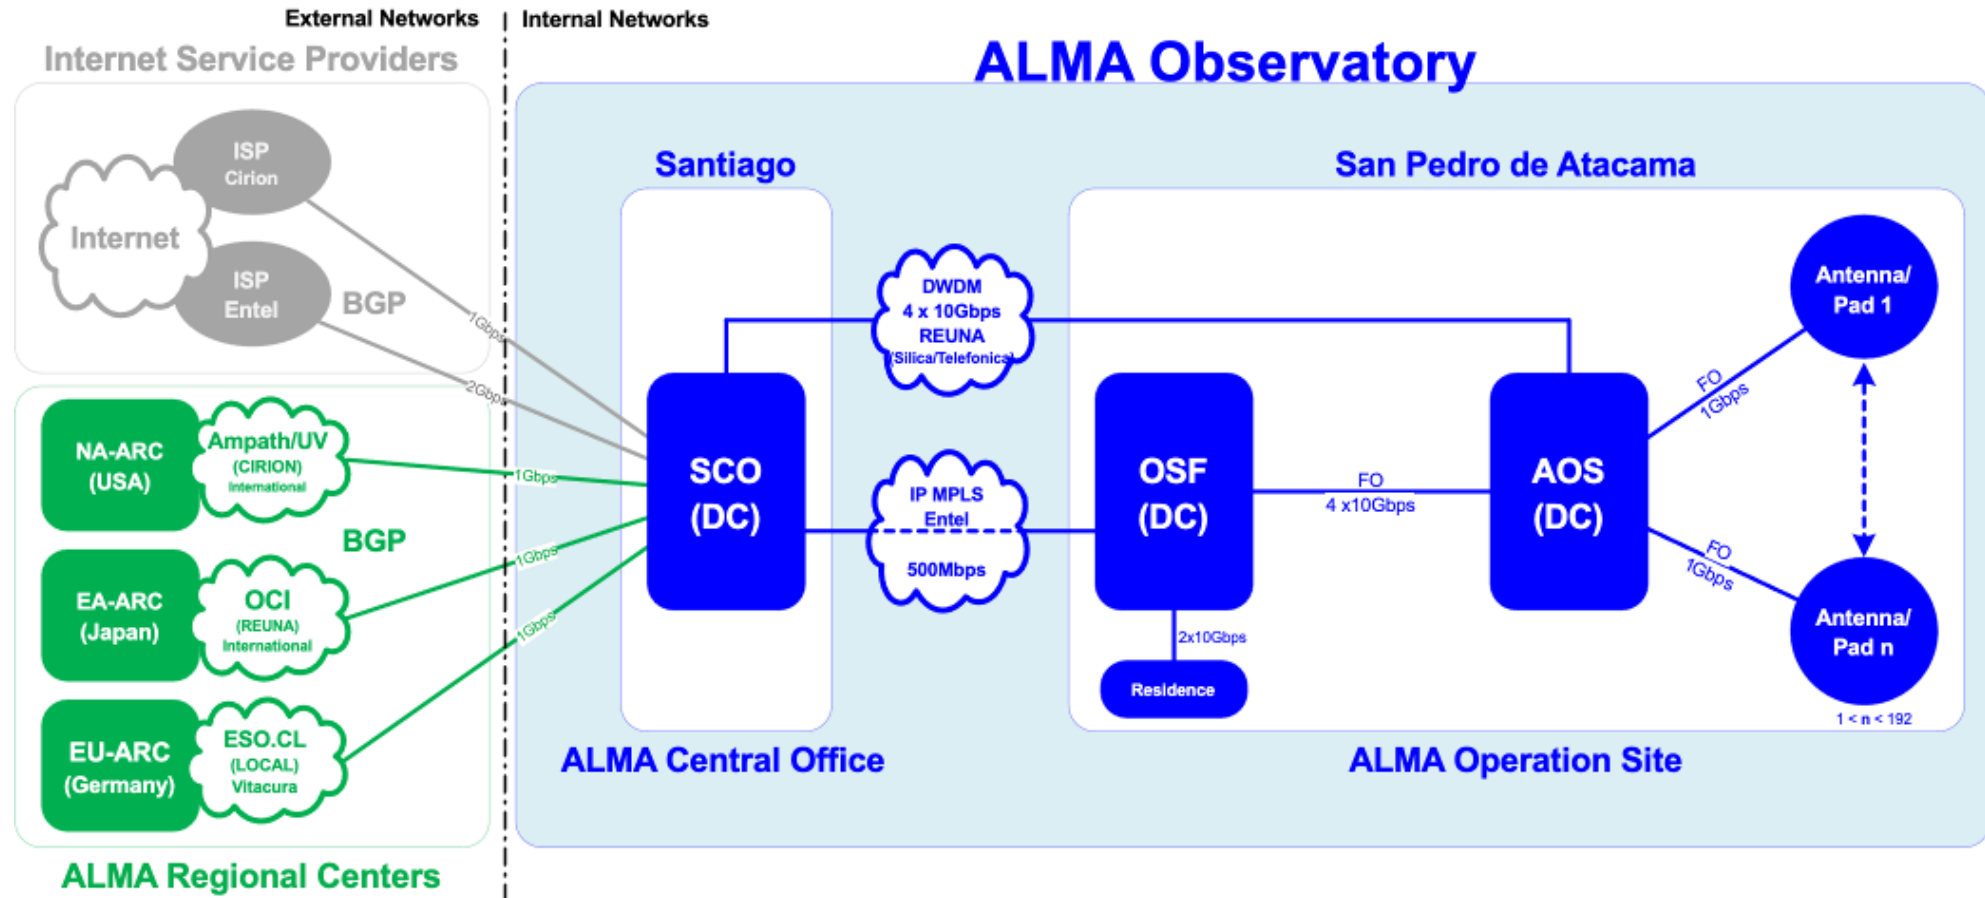 External Networks
Internal Networks
Internet Service Providers
ALMA Observatory
ISP
Cirion
Internet
ISP
Entel
BGP
1Gbps
2Gbps
NA-ARC
(USA)
Ampath/UV
(CIRION)
International
1Gbps
BGP
EA-ARC
(Japan)
OCI
(REUNA)
International
1Gbps
EU-ARC
(Germany)
ESO.CL
(LOCAL)
Vitacura
1Gbps
ALMA Regional Centers
Santiago
SCO
(DC)
ALMA Central Office
DWDM
4 x 10Gbps
REUNA
(Silica/Telefonica)
IP MPLS
Entel
500Mbps
San Pedro de Atacama
OSF
(DC)
2x10Gbps
Residence
FO
4 x10Gbps
AOS
(DC)
FO
1Gbps
Antenna/
Pad 1
FO
1Gbps
Antenna/
Pad n
1 < n < 192
ALMA Operation Site